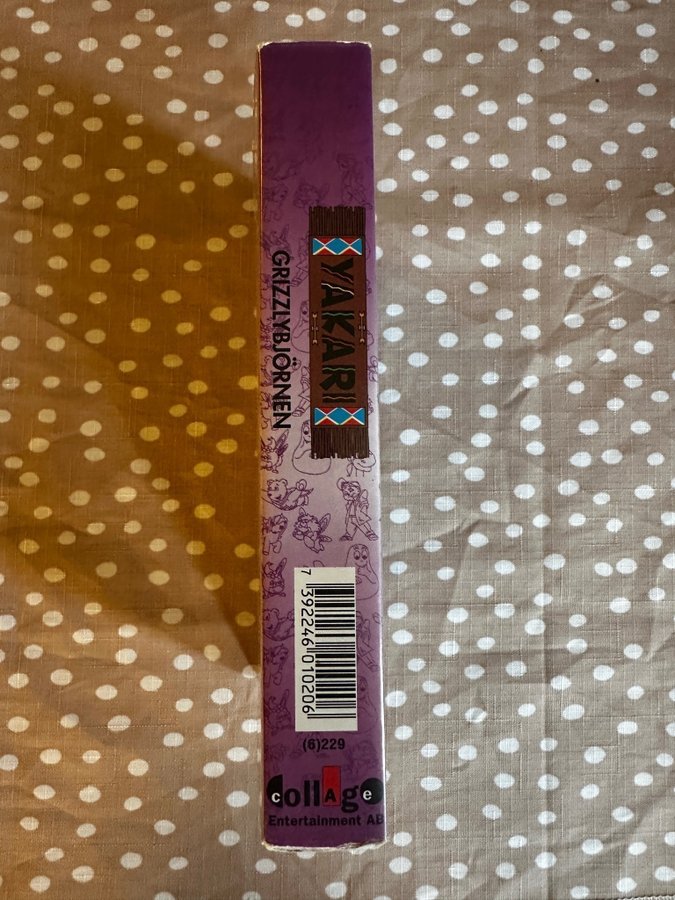 YAKARI
GRIZZLYBJÖRNEN
7 392246 010206
(6)229
collAge
Entertainment AB